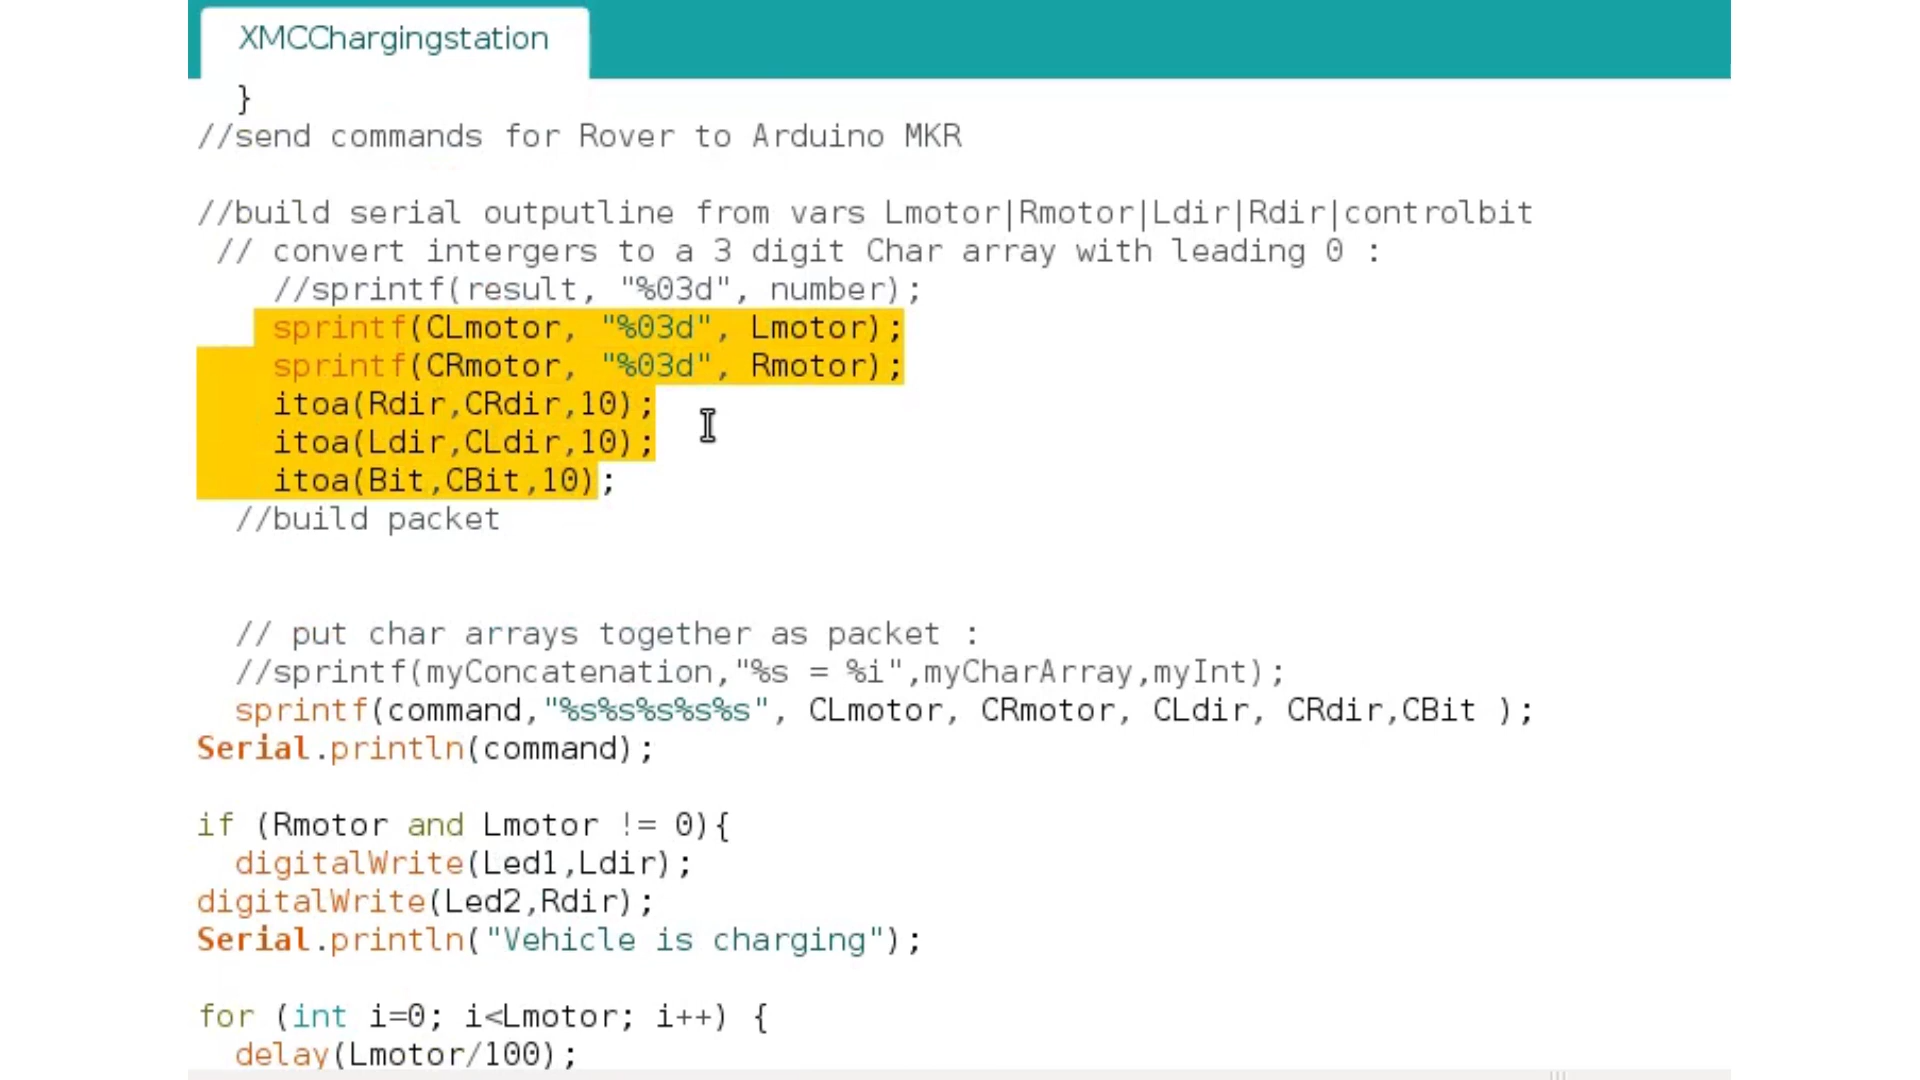 XMCChargingstation
}
//send commands for Rover to Arduino MKR
//build serial outputline from vars Lmotor|Rmotor|Ldir|Rdir|controlbit
// convert intergers to a 3 digit Char array with leading 0 :
//sprintf(result, "%03d", number);
sprintf(CLmotor, "%03d", Lmotor);
sprintf(CRmotor, "%03d", Rmotor);
itoa(Rdir,CRdir,10);
itoa(Ldir,CLdir,10);
itoa(Bit,CBit,10);
//build packet
// put char arrays together as packet :
//sprintf(myConcatenation,"%s = %i",myCharArray,myInt);
sprintf(command,"%s%s%s%s%s", CLmotor, CRmotor, CLdir, CRdir,CBit );
Serial.println(command);
if (Rmotor and Lmotor != 0){
digitalWrite(Led1,Ldir);
digitalWrite(Led2,Rdir);
Serial.println("Vehicle is charging");
for (int i=0; i<Lmotor; i++) {
delay(Lmotor/100);